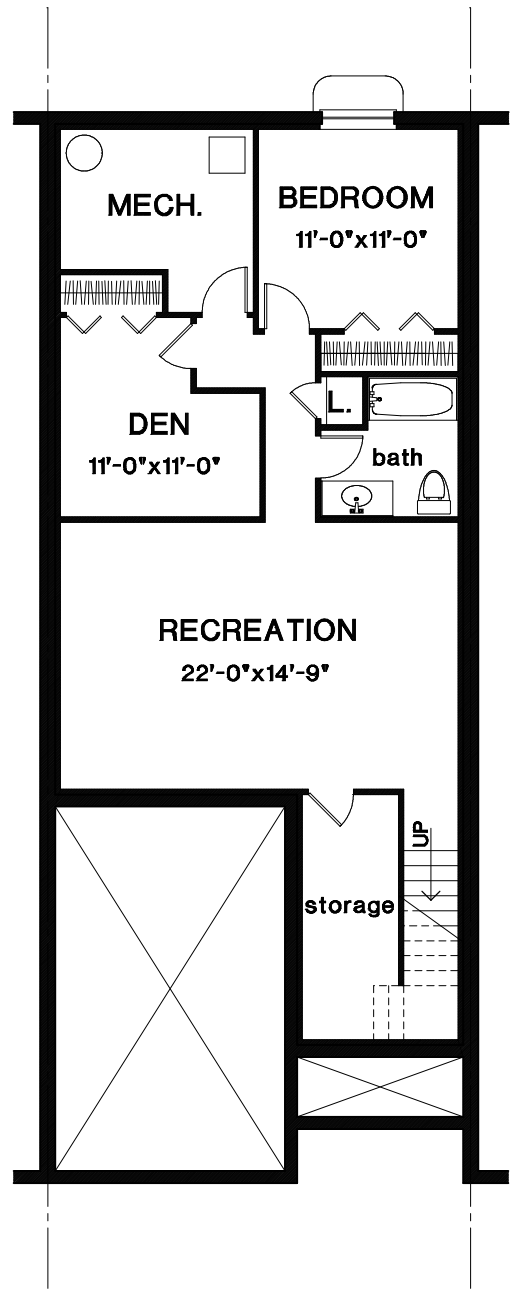 MECH.
BEDROOM
11'-0"x11'-0"
DEN
11'-0"x11'-0"
L.
bath
RECREATION
22'-0"x14'-9"
UP
storage